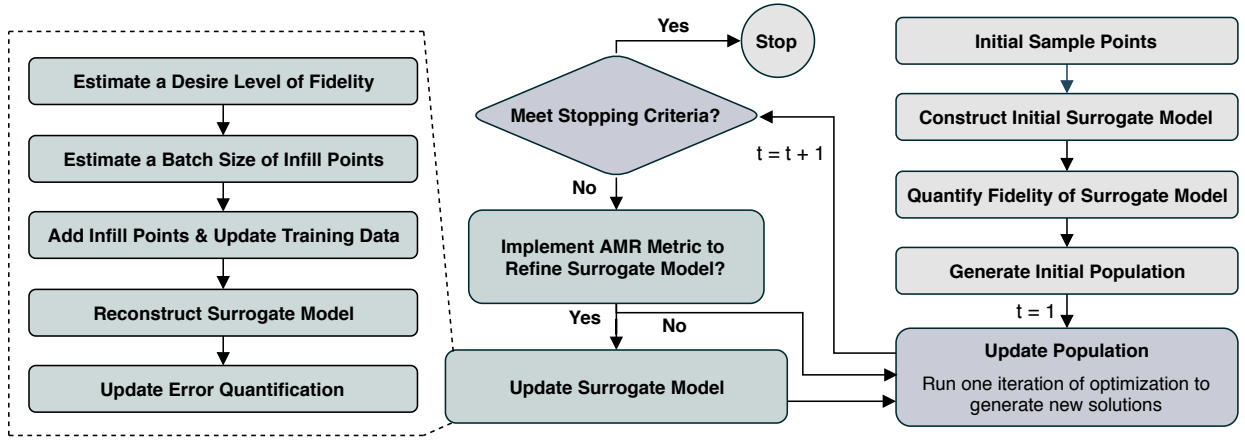 Estimate a Desire Level of Fidelity
Estimate a Batch Size of Infill Points
Add Infill Points & Update Training Data
Reconstruct Surrogate Model
Update Error Quantification
Yes
Stop
Meet Stopping Criteria?
t = t + 1
No
Implement AMR Metric to
Refine Surrogate Model?
Yes
No
Update Surrogate Model
Initial Sample Points
Construct Initial Surrogate Model
Quantify Fidelity of Surrogate Model
Generate Initial Population
t = 1
Update Population
Run one iteration of optimization to
generate new solutions